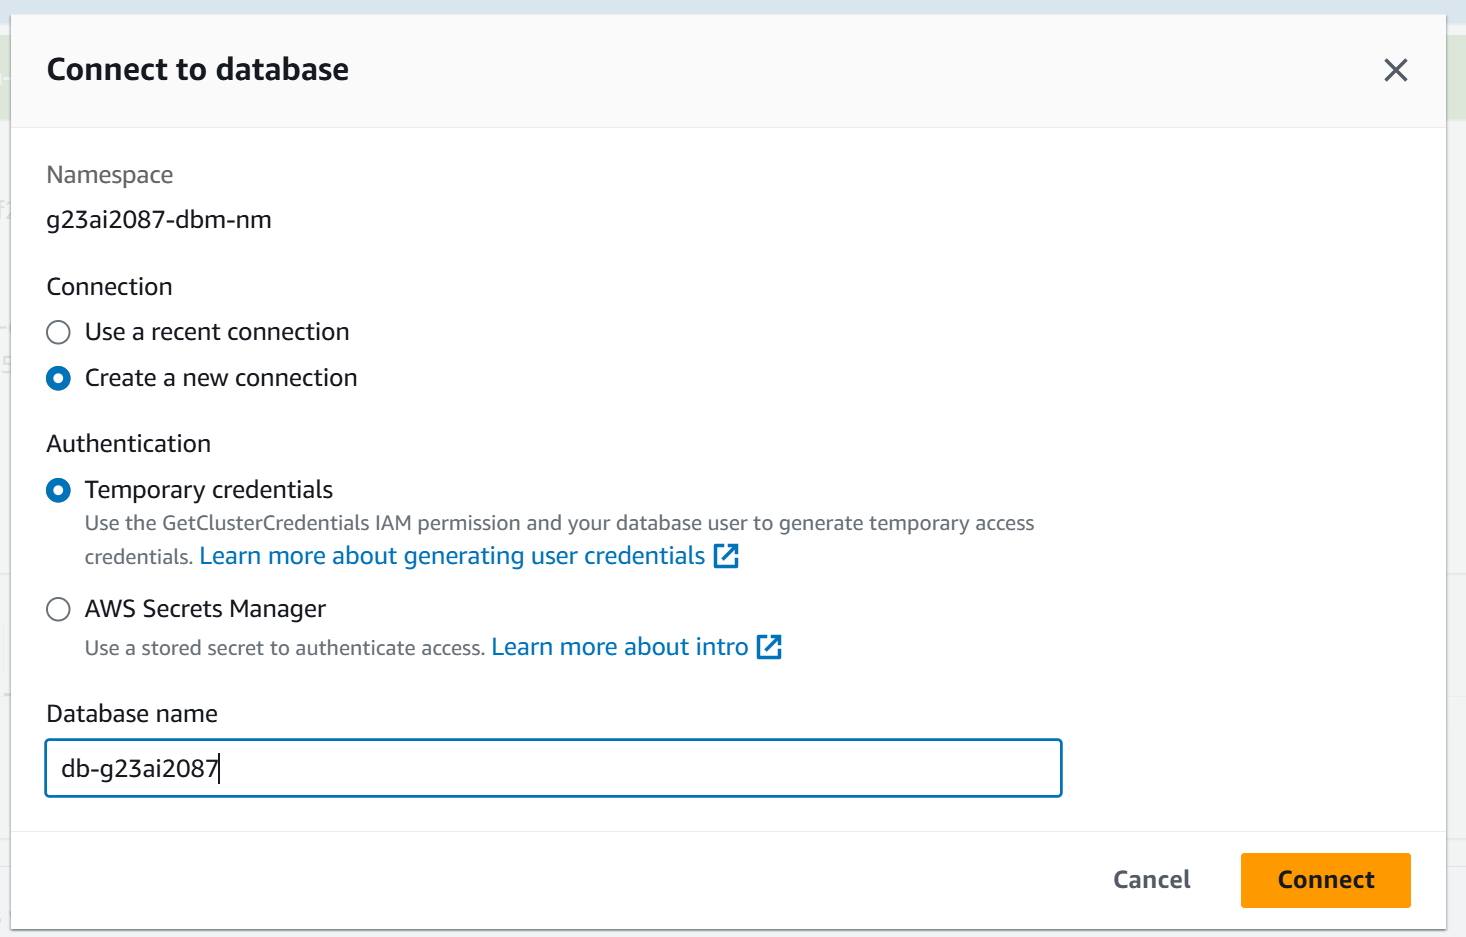 Connect to database
Namespace
g23ai2087-dbm-nm
Connection
Use a recent connection
Create a new connection
Authentication
Temporary credentials
Use the GetClusterCredentials IAM permission and your database user to generate temporary access
credentials. Learn more about generating user credentials
AWS Secrets Manager
Use a stored secret to authenticate access. Learn more about intro
Database name
db-g23ai2087
Cancel
Connect